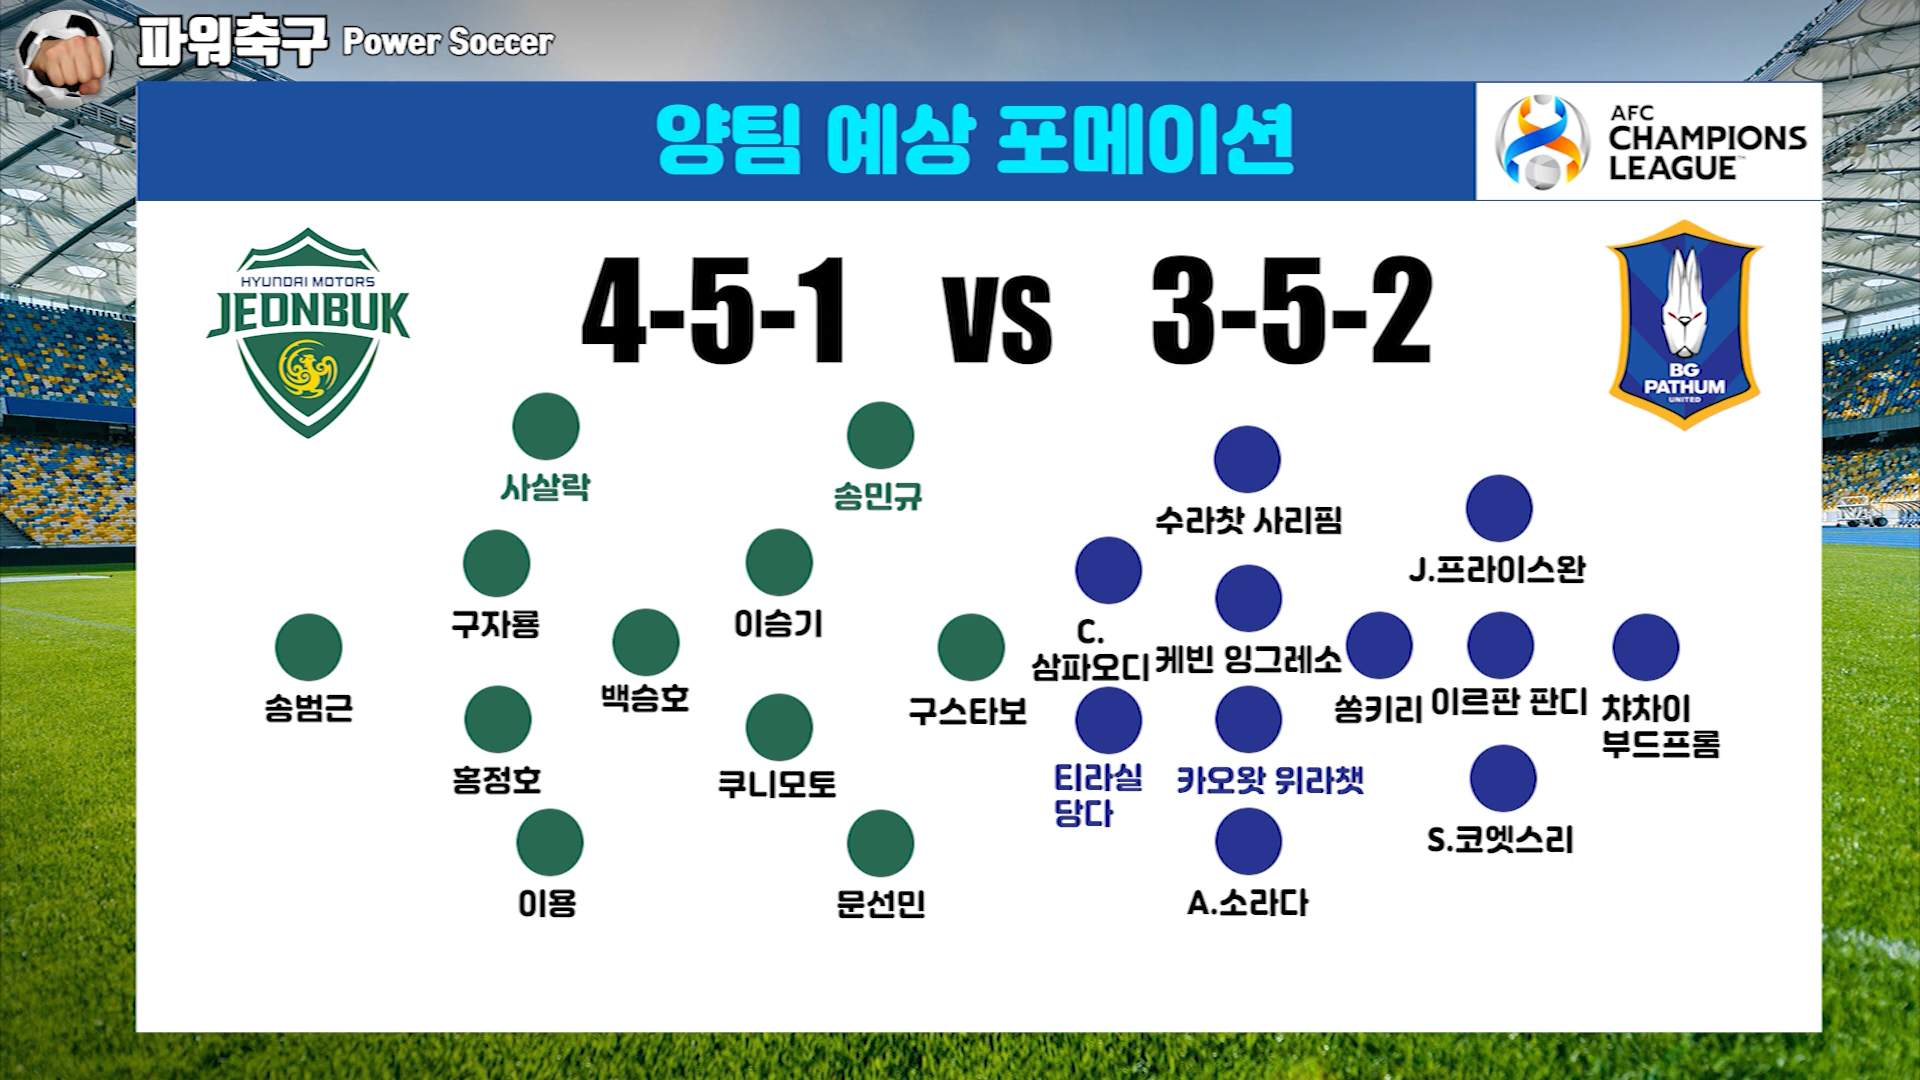 파워축구 Power Soccer
양팀 예상 포메이션
AFC
CHAMPIONS
LEAGUE™
HYUNDAI MOTORS
JEONBUK
4-5-1 vs 3-5-2
BG
PATHUM
UNITED
사살락
송민규
수라찻 사리핌
J.프라이스완
구자룡
이승기
C.
삼파오디
케빈 잉그레소
송범근
백승호
구스타보
쏭키리
이르판 판디
챠차이
부드프롬
홍정호
쿠니모토
티라실
당다
카오왓 위라챗
S.코엣스리
이용
문선민
A.소라다